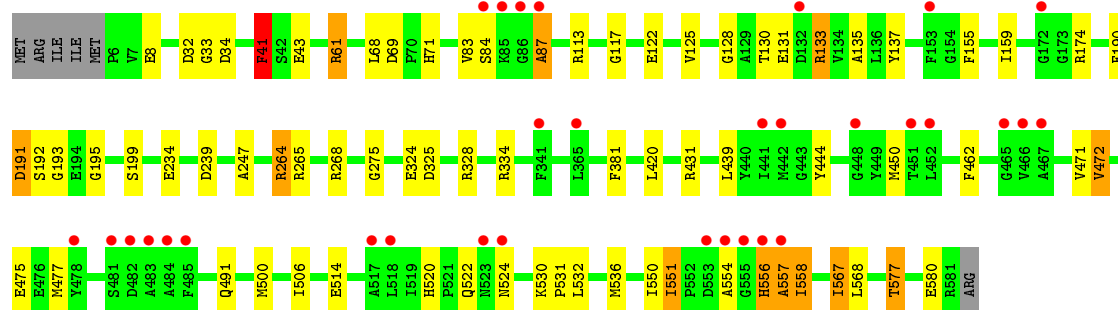 MET ARG ILE ILE MET P6 V7 E8 D32 G33 D34 F41 S42 E43 R61 L68 D69 P70 H71 V83 S84 K85 G86 A87 R113 G117 E122 V125 G128 A129 T130 E131 D132 R133 V134 A135 L136 Y137 F153 G154 F155 I159 G172 G173 R174
D191 S192 G193 E194 G195 S199 E234 D239 A247 R264 R265 R268 G275 E324 D325 R328 R334 F341 L365 F381 L420 R431 L439 Y440 I441 M442 G443 Y444 G448 Y449 M450 T451 L452 F462 G465 V466 A467 V471 V472
E475 E476 M477 Y478 S481 D482 A483 A484 F485 Q491 M500 I506 E514 A517 L518 I519 H520 P521 Q522 N523 N524 K530 P531 L532 M536 I550 I551 P552 D553 A554 G555 H556 A557 I558 I567 L568 T577 E580 R581 ARG